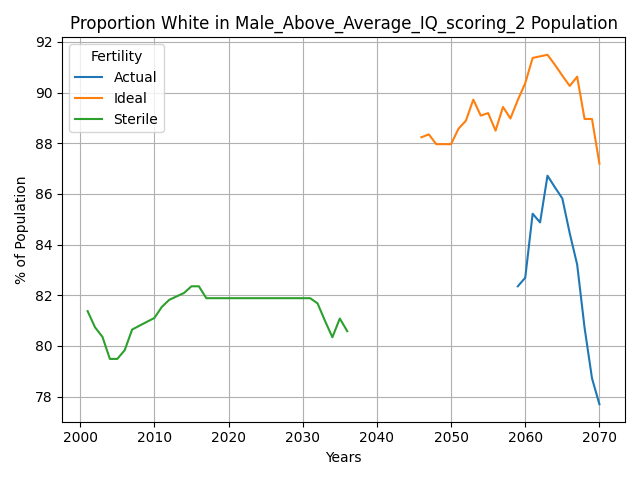 Proportion White in Male_Above_Average_IQ_scoring_2 Population
92
90
88
86
84
82
80
78
% of Population
Fertility
Actual
Ideal
Sterile
2000 2010 2020 2030 2040 2050 2060 2070
Years